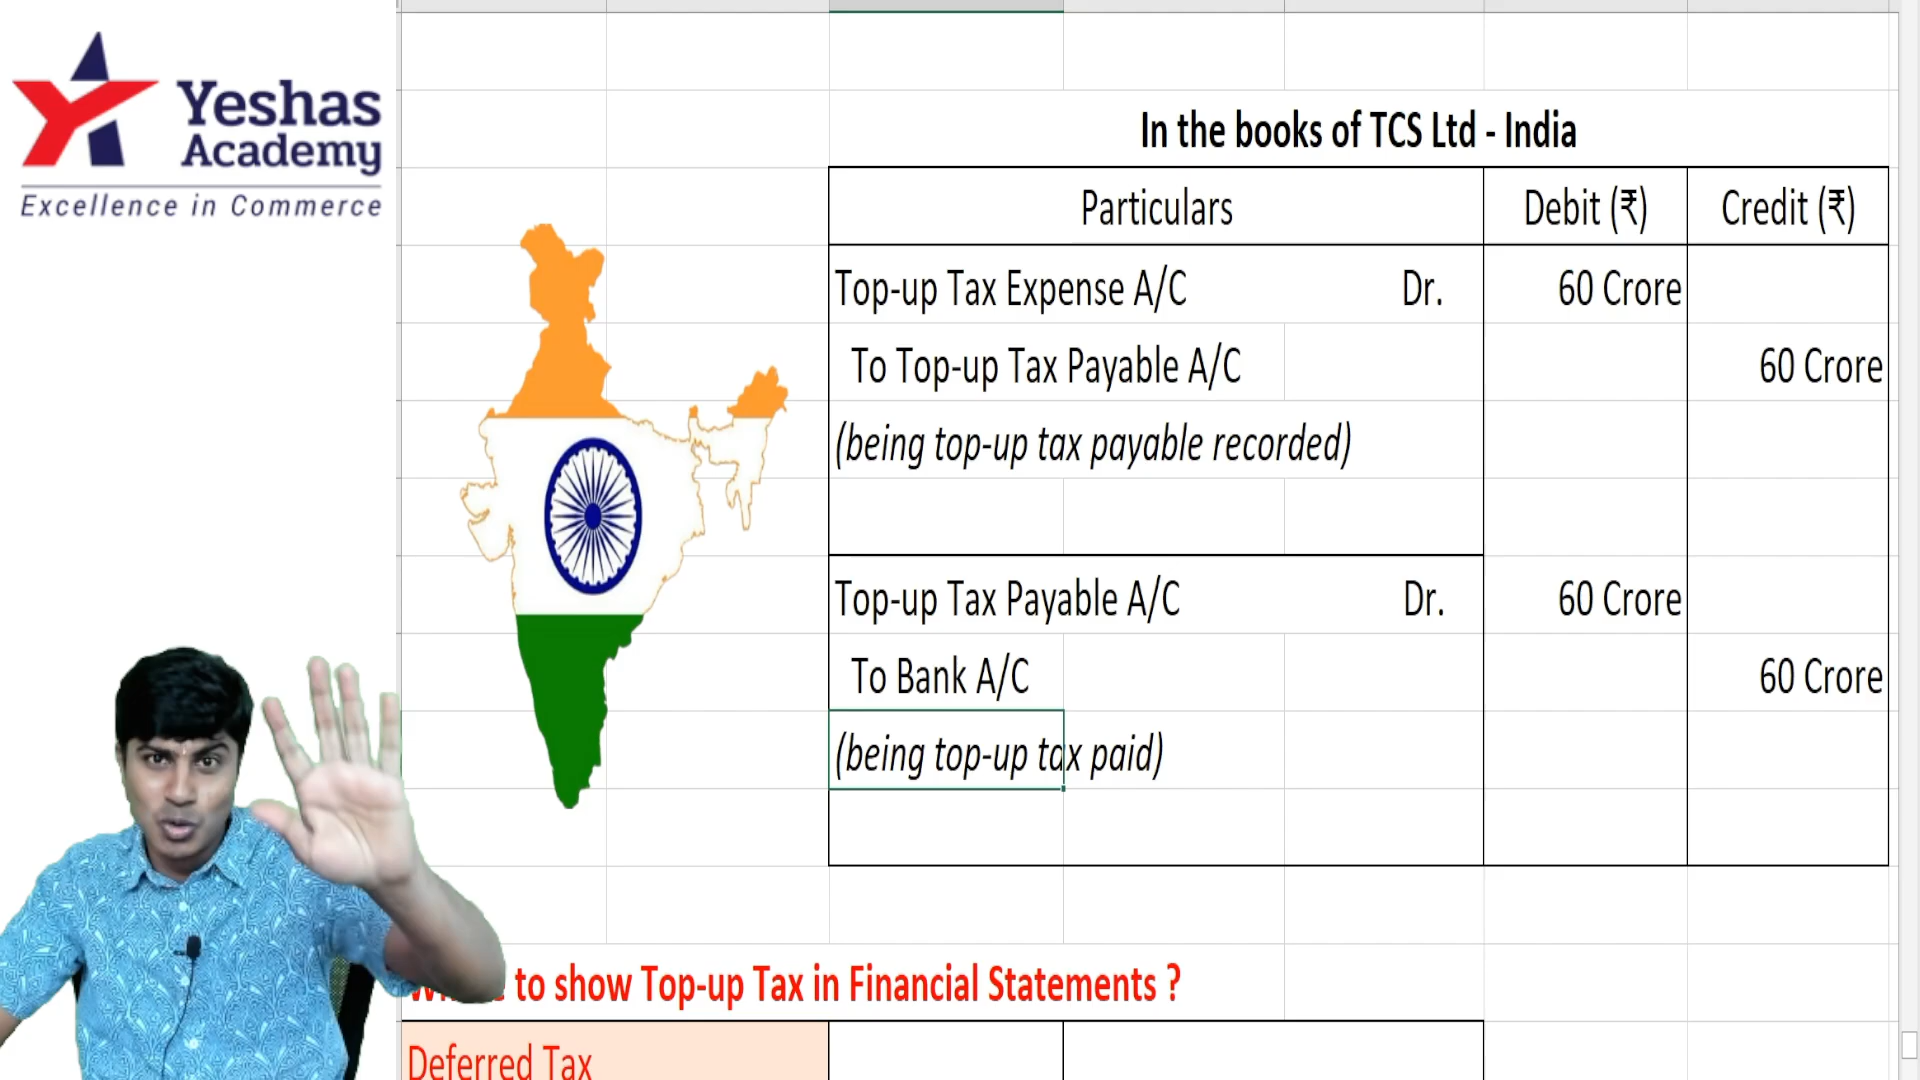 Yeshas
Academy
Excellence in Commerce
In the books of TCS Ltd - India
Particulars Debit (₹) Credit (₹)
Top-up Tax Expense A/C Dr. 60 Crore
To Top-up Tax Payable A/C 60 Crore
(being top-up tax payable recorded)
Top-up Tax Payable A/C Dr. 60 Crore
To Bank A/C 60 Crore
(being top-up tax paid)
to show Top-up Tax in Financial Statements ?
Deferred Tax